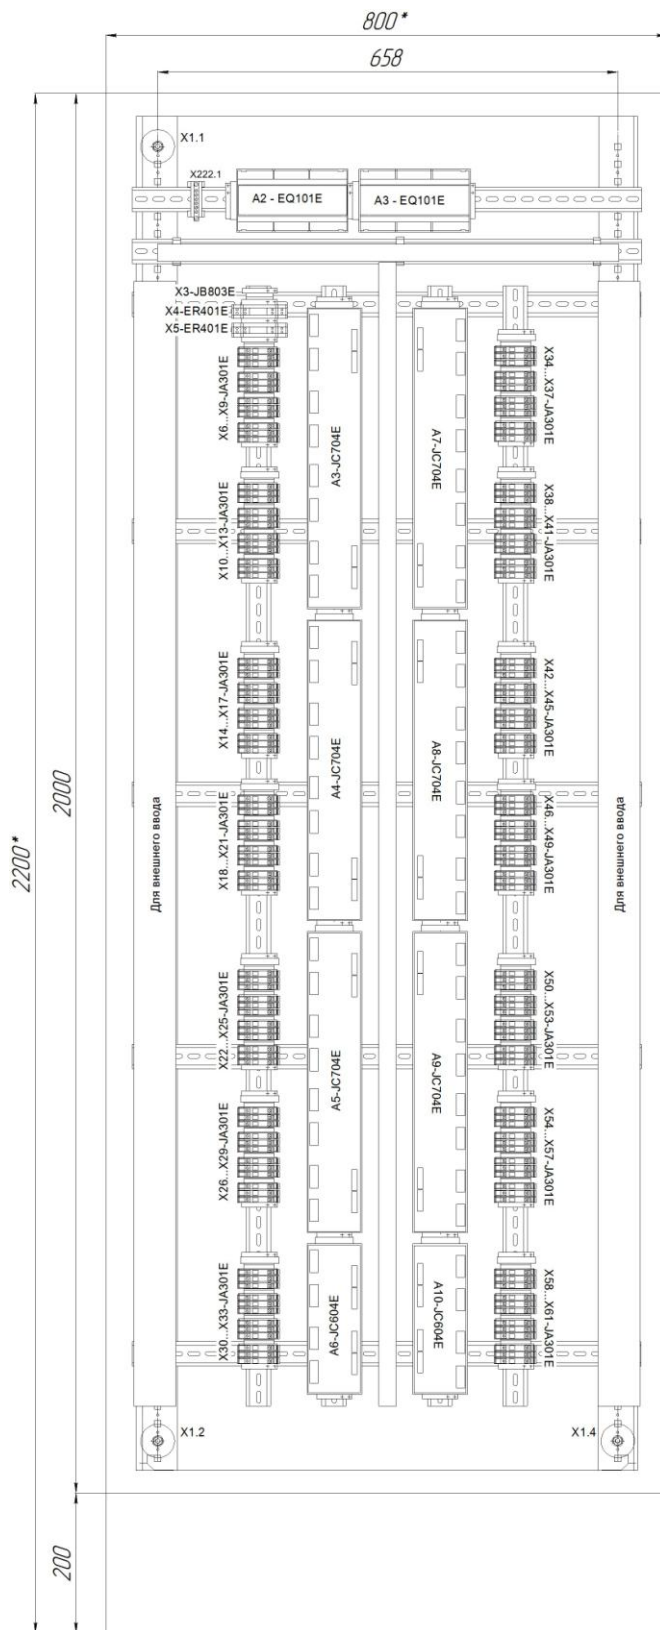 800*
658
X1.1
X222.1
A2 - EQ101E
A3 - EQ101E
X3-JB803E
X4-ER401E
X5-ER401E
X6...X9-JA301E
A3-JC704E
A7-JC704E
X34...X37-JA301E
X10...X13-JA301E
X38...X41-JA301E
X14...X17-JA301E
A4-JC704E
A8-JC704E
X42...X45-JA301E
2200*
2000
Для внешнего ввода
X18...X21-JA301E
X46...X49-JA301E
Для внешнего ввода
X22...X25-JA301E
A5-JC704E
A9-JC704E
X50...X53-JA301E
X26...X29-JA301E
X54...X57-JA301E
X30...X33-JA301E
A6-JC604E
A10-JC604E
X58...X61-JA301E
X1.2
X1.4
200